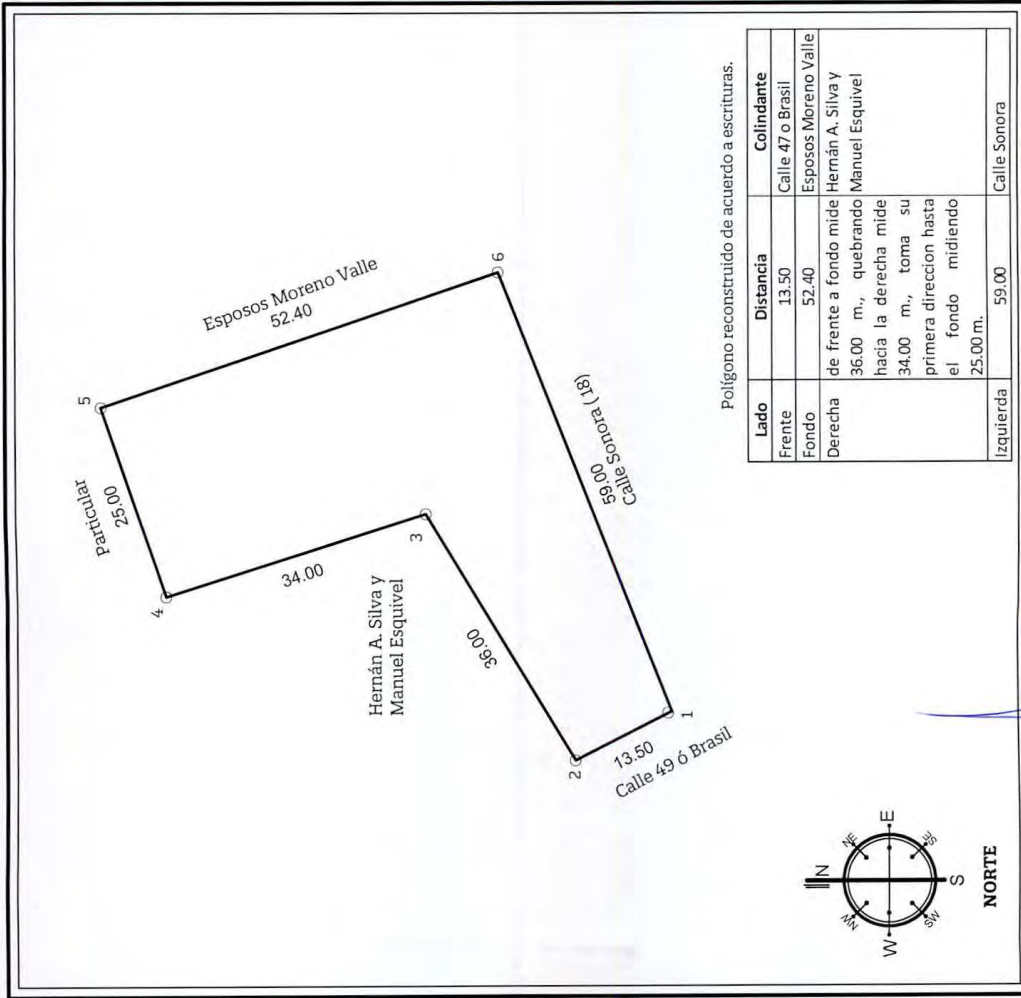 Particular
25.00
5
4
Esposos Moreno Valle
52.40
34.00
Hernán A. Silva y
Manuel Esquivel
3
36.00
6
2
13.50
Calle 49 ó Brasil
1
59.00
Calle Sonora (18)
N
NE
E
SE
S
SW
W
NW
NORTE
Polígono reconstruido de acuerdo a escrituras.
Lado Distancia Colindante
Frente 13.50 Calle 47 o Brasil
Fondo 52.40 Esposos Moreno Valle
Derecha de frente a fondo mide Hernán A. Silva y
36.00 m., quebrando Manuel Esquivel
hacia la derecha mide
34.00 m., toma su
primera direccion hasta
el fondo midiendo
25.00 m.
Izquierda 59.00 Calle Sonora